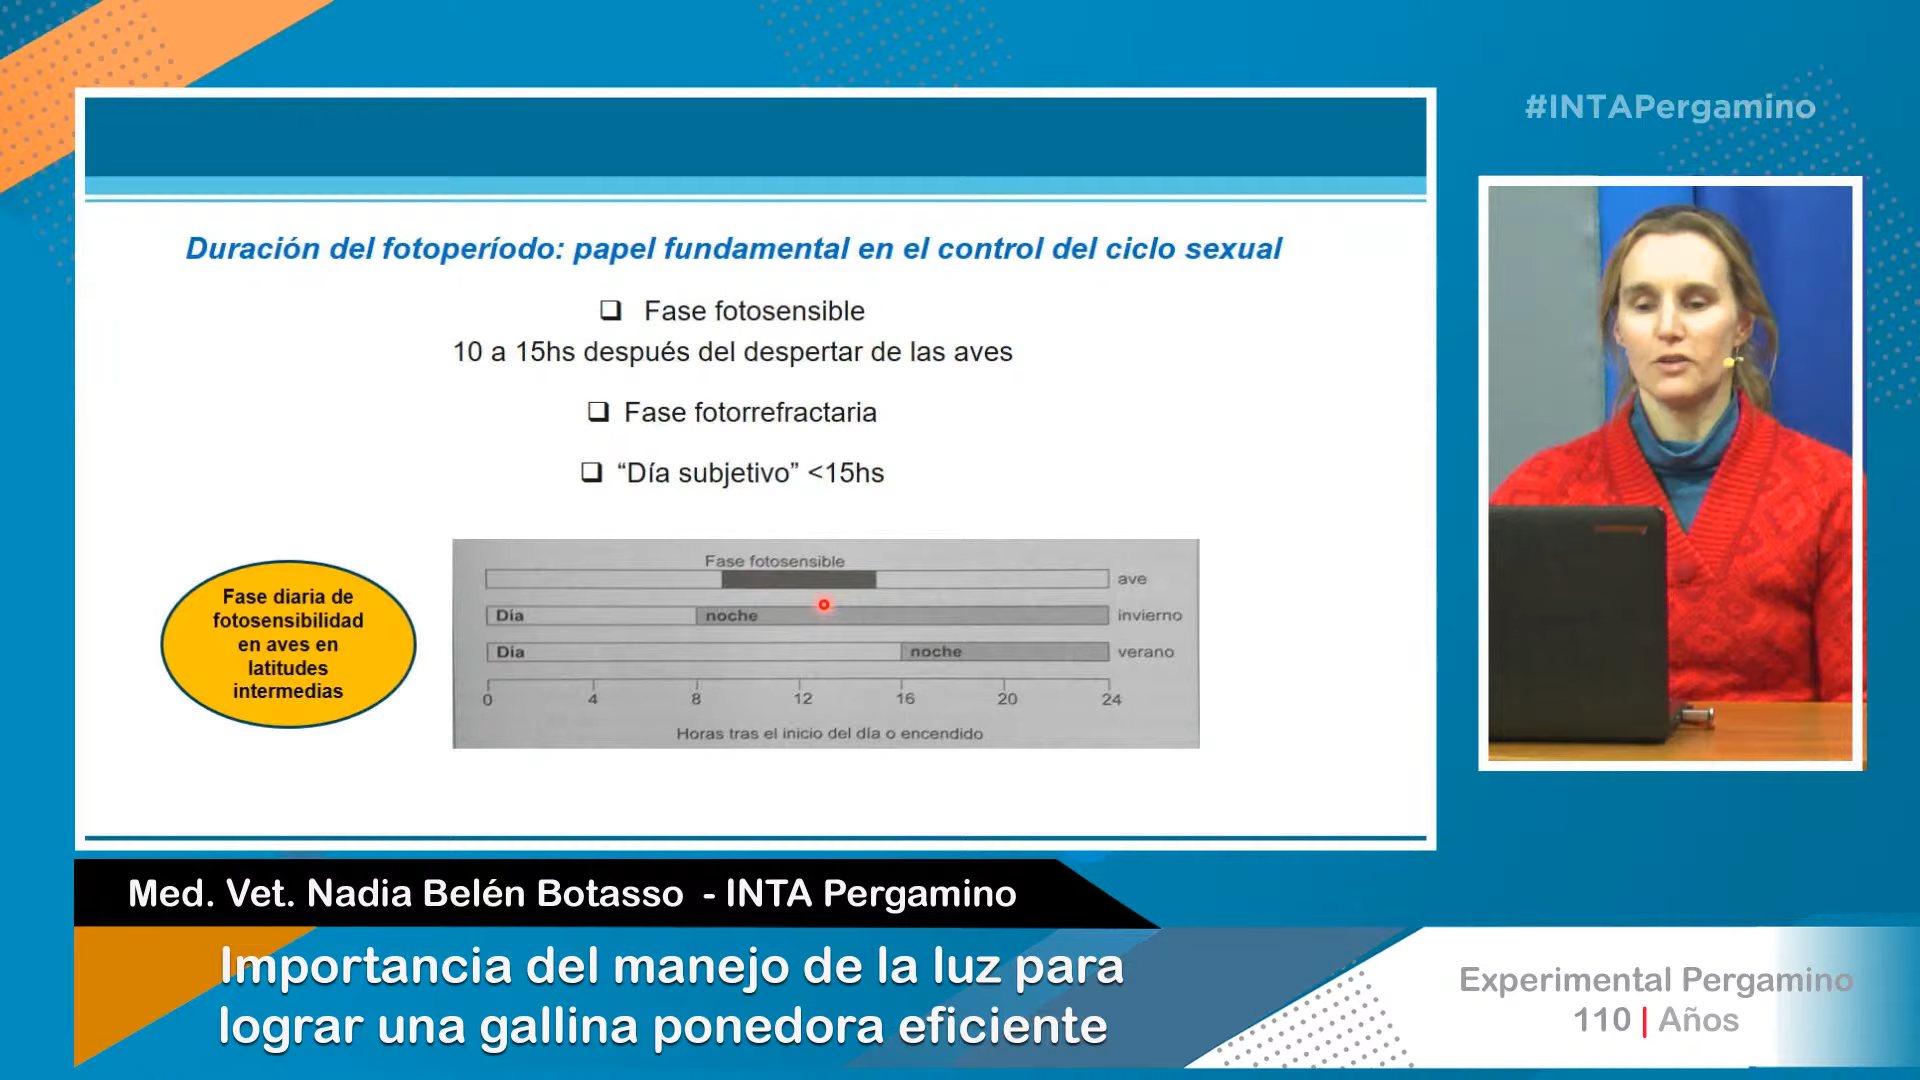 #INTAPergamino
Duración del fotoperíodo: papel fundamental en el control del ciclo sexual
❑ Fase fotosensible
10 a 15hs después del despertar de las aves
❑ Fase fotorrefractaria
❑ “Día subjetivo” <15hs
Fase diaria de
fotosensibilidad
en aves en
latitudes
intermedias
Fase fotosensible
ave
Día noche invierno
Día noche verano
0 4 8 12 16 20 24
Horas tras el inicio del día o encendido
Med. Vet. Nadia Belén Botasso - INTA Pergamino
Importancia del manejo de la luz para
lograr una gallina ponedora eficiente
Experimental Pergamino
110 | Años